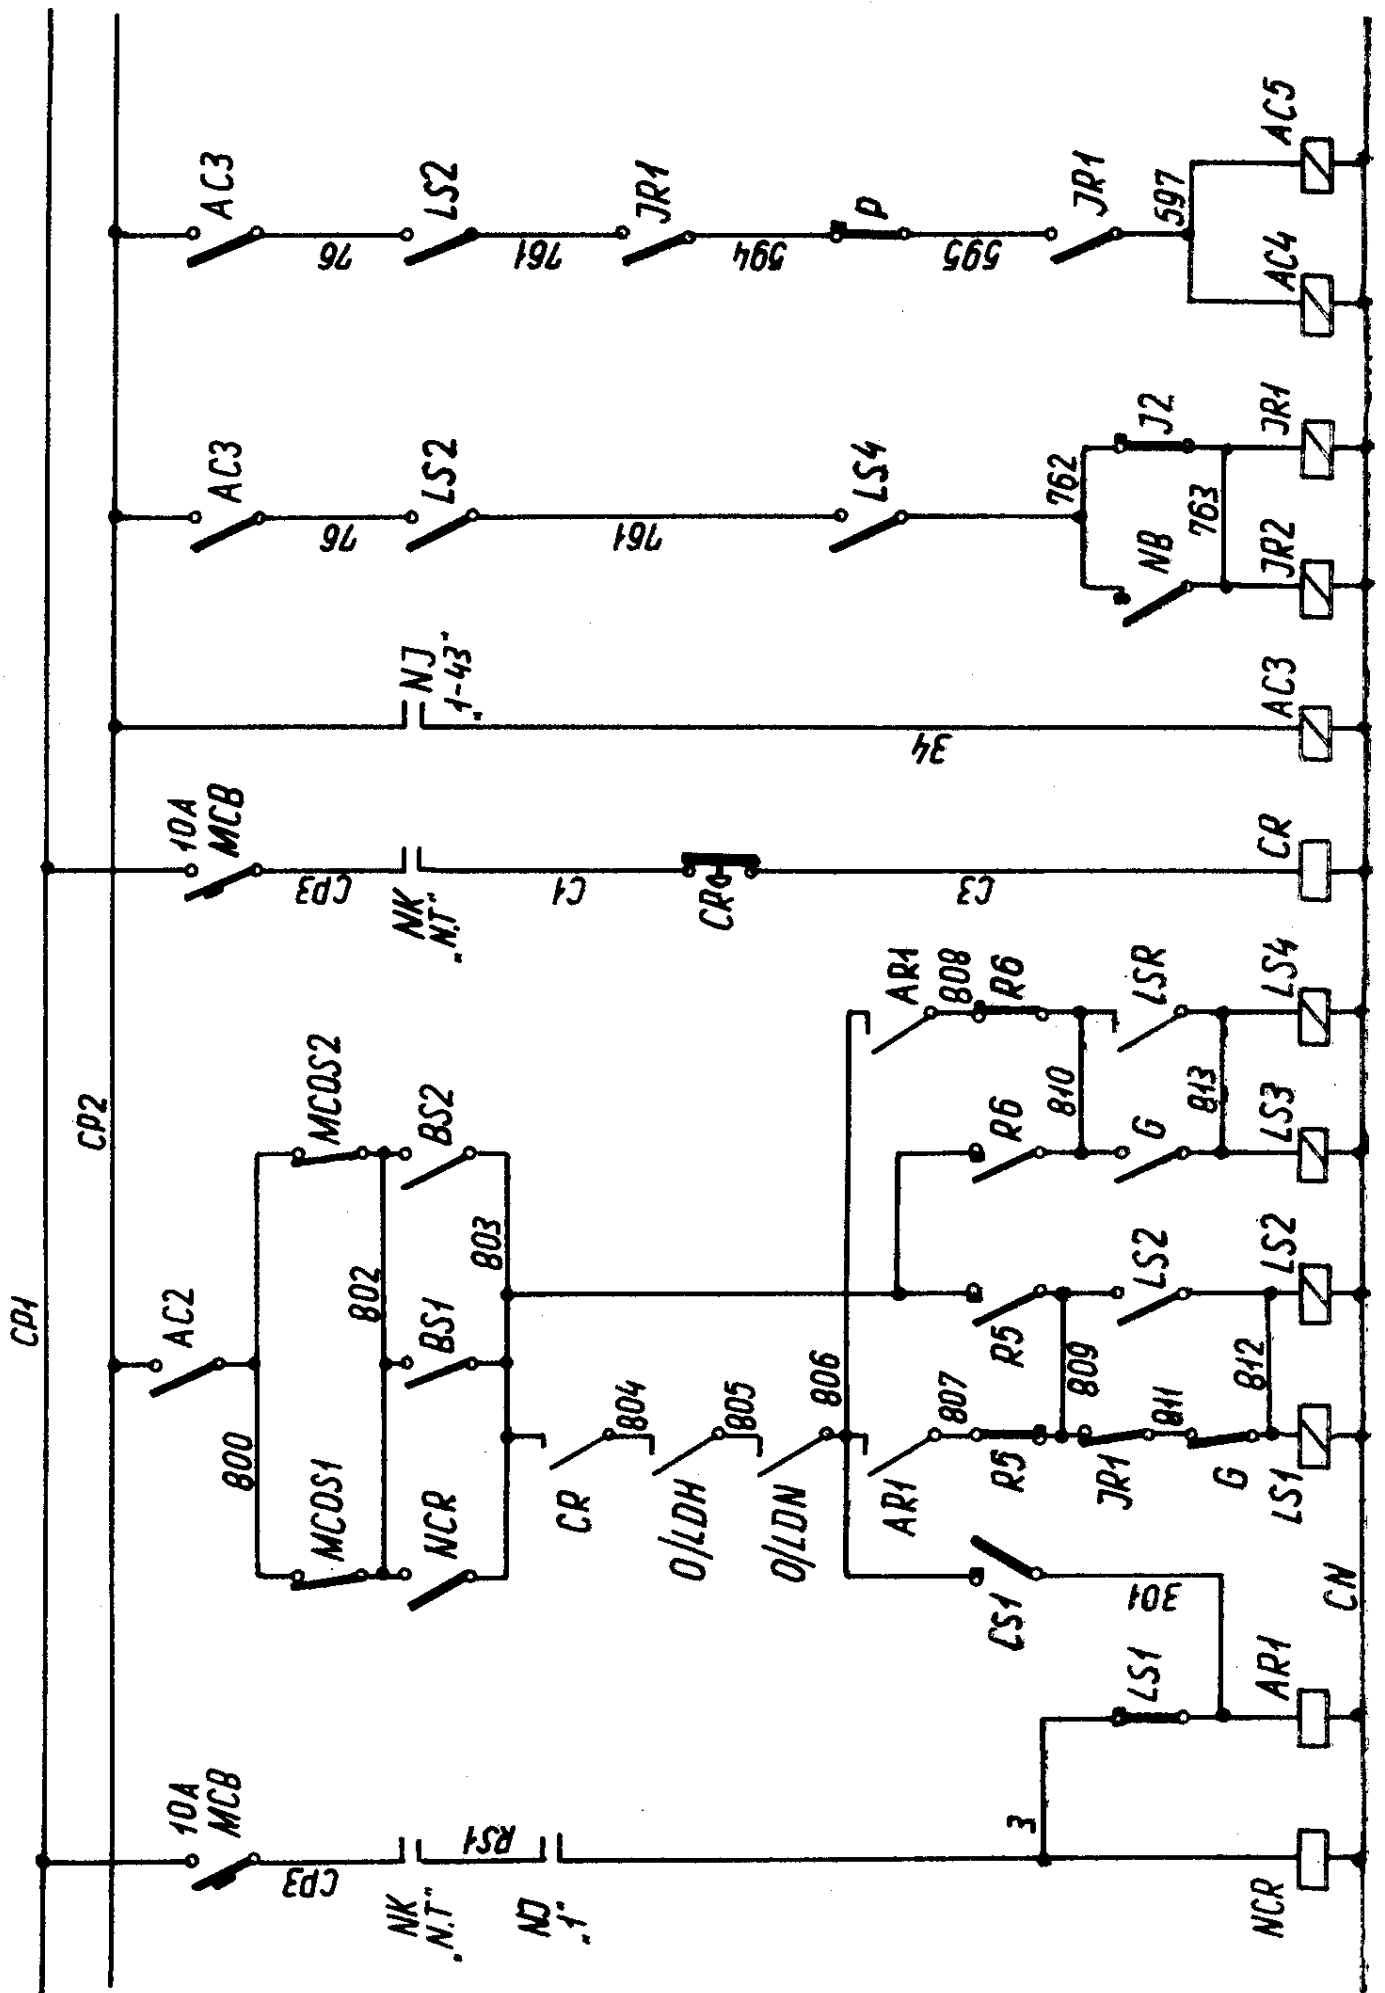 CP1
CP2
10A
MCB
CP3
NK
„N.T"
RS1
NJ
„1"
3
LS1
NCR
AR1
AC2
800
MCOS1
MCOS2
802
NCR
BS1
BS2
803
CR
804
O/LDH
805
O/LDN
806
CS1
301
AR1
807
R5
R5
809
JR1
811
G
LS2
812
LS1
LS2
AR1
808
R6
R6
810
G
LSR
813
LS3
LS4
10A
MCB
CP3
NK
„N.T"
C1
CR
C3
CR
NJ
„1-43"
34
AC3
AC3
76
LS2
761
LS4
762
NB
J2
763
JR2
JR1
AC3
76
LS2
761
JR1
594
P
595
JR1
597
AC4
AC5
CN